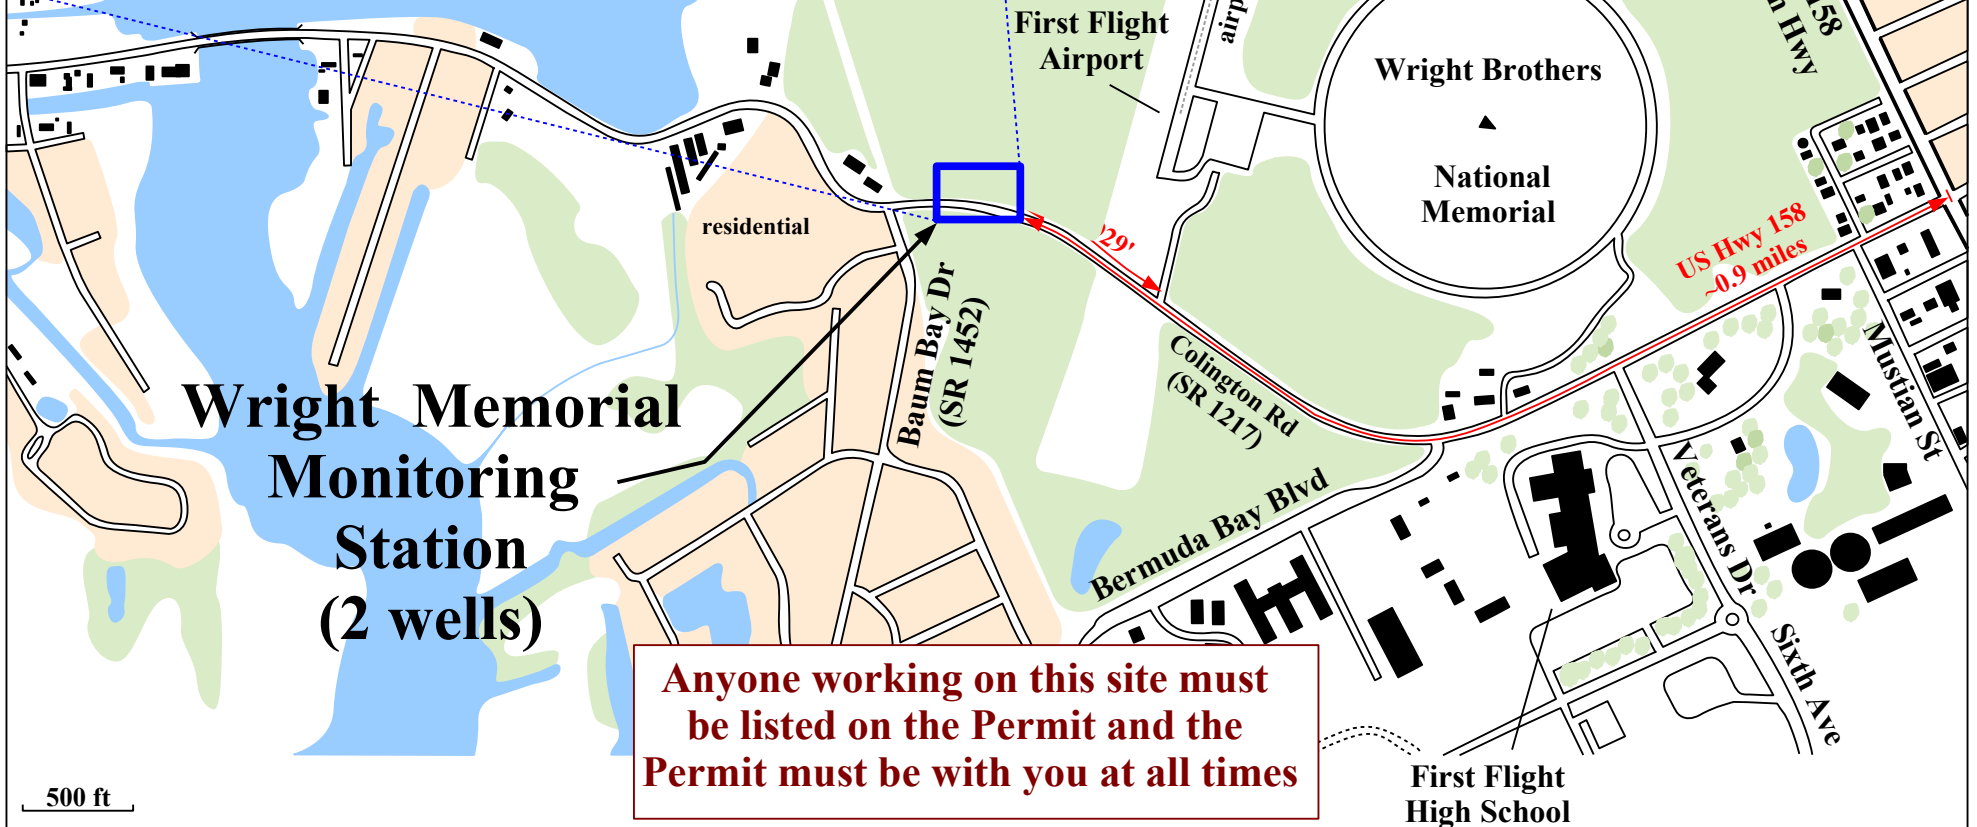 First Flight
Airport
Wright Brothers
National
Memorial
158
Hwy
US Hwy 158
~0.9 miles
29'
residential
Baum Bay Dr
(SR 1452)
Colington Rd
(SR 1217)
Mustian St
Wright Memorial
Monitoring
Station
(2 wells)
Bermuda Bay Blvd
Veterans Dr
Sixth Ave
Anyone working on this site must
be listed on the Permit and the
Permit must be with you at all times
500 ft
First Flight
High School